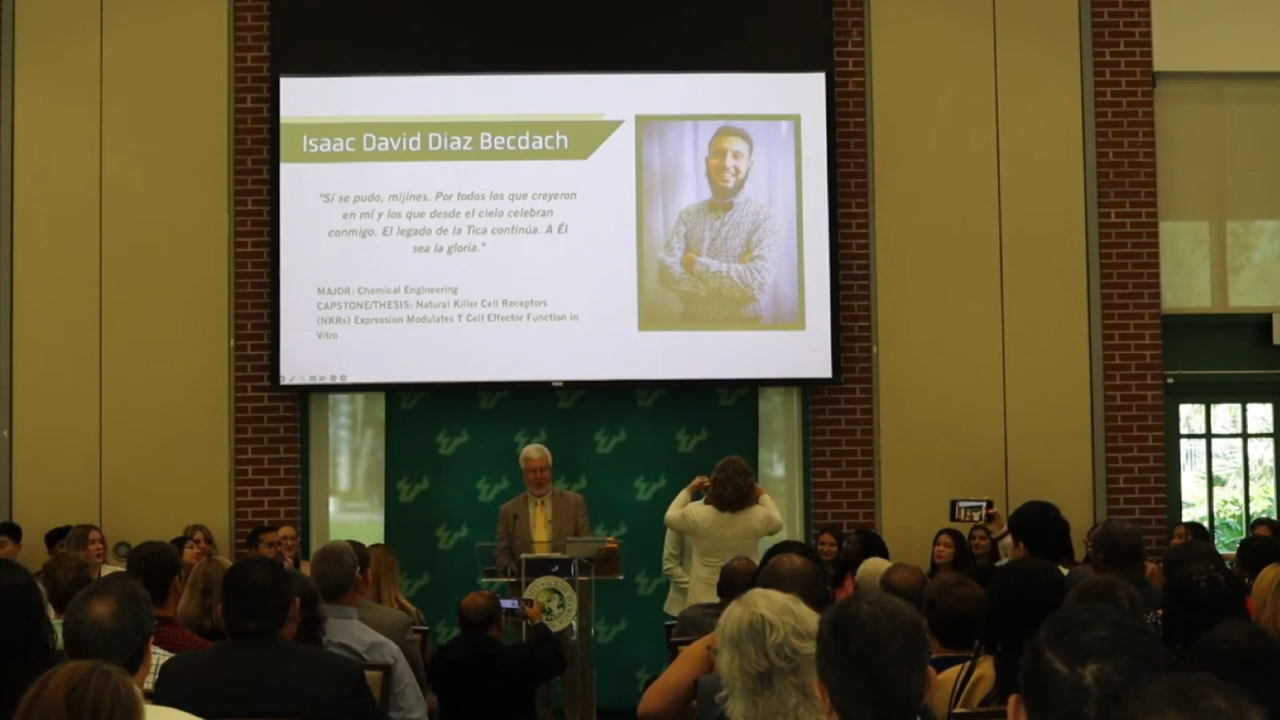 Isaac David Diaz Becdach
"Sí se pudo, mijines. Por todos los que creyeron
en mí y los que desde el cielo celebran
conmigo. El legado de la Tica continúa. A Él
sea la gloria."
MAJOR: Chemical Engineering
CAPSTONE/THESIS: Natural Killer Cell Receptors
(NKRs) Expression Modulates T Cell Effector Function in
Vitro